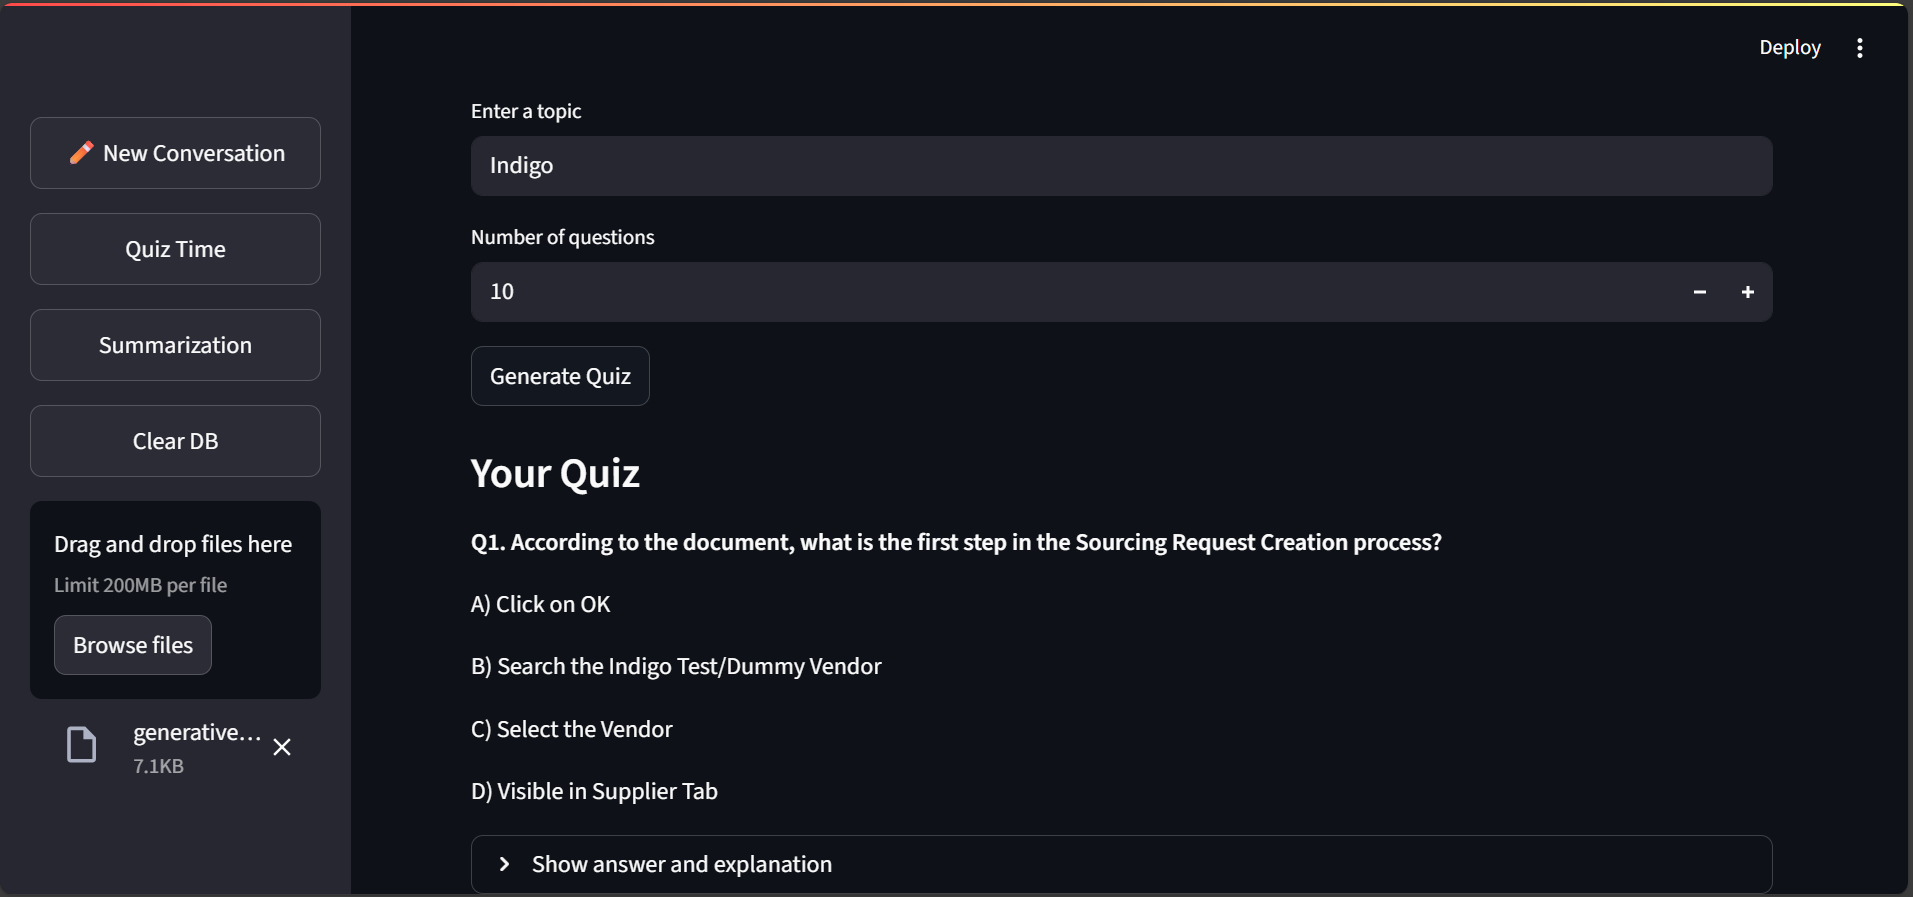 Deploy
New Conversation
Quiz Time
Summarization
Clear DB
Drag and drop files here
Limit 200MB per file
Browse files
generative...
7.1KB
Enter a topic
Indigo
Number of questions
10
Generate Quiz
Your Quiz
Q1. According to the document, what is the first step in the Sourcing Request Creation process?
A) Click on OK
B) Search the Indigo Test/Dummy Vendor
C) Select the Vendor
D) Visible in Supplier Tab
Show answer and explanation